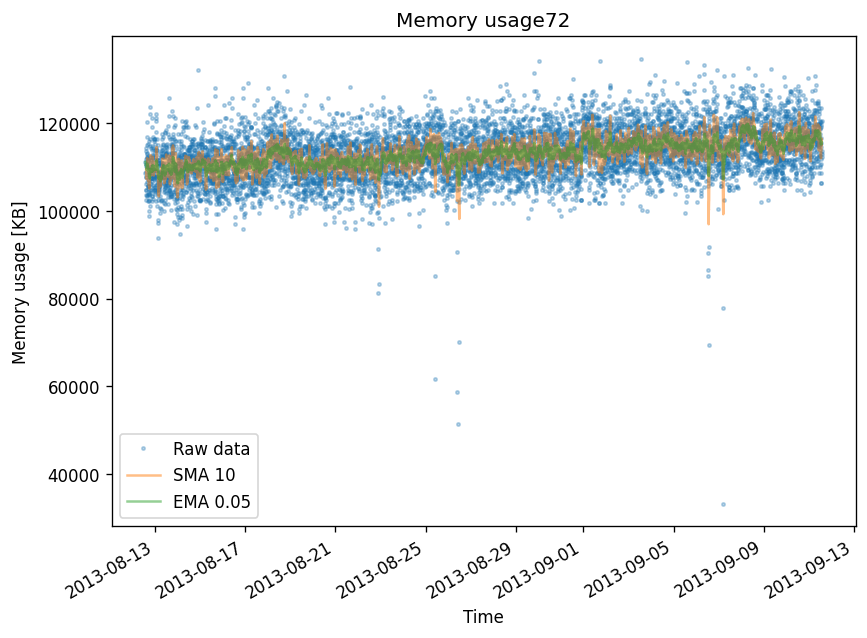 Memory usage72
Memory usage [KB]
120000
100000
80000
60000
40000
Raw data
SMA 10
EMA 0.05
2013-08-13
2013-08-17
2013-08-21
2013-08-25
2013-08-29
2013-09-01
2013-09-05
2013-09-09
2013-09-13
Time